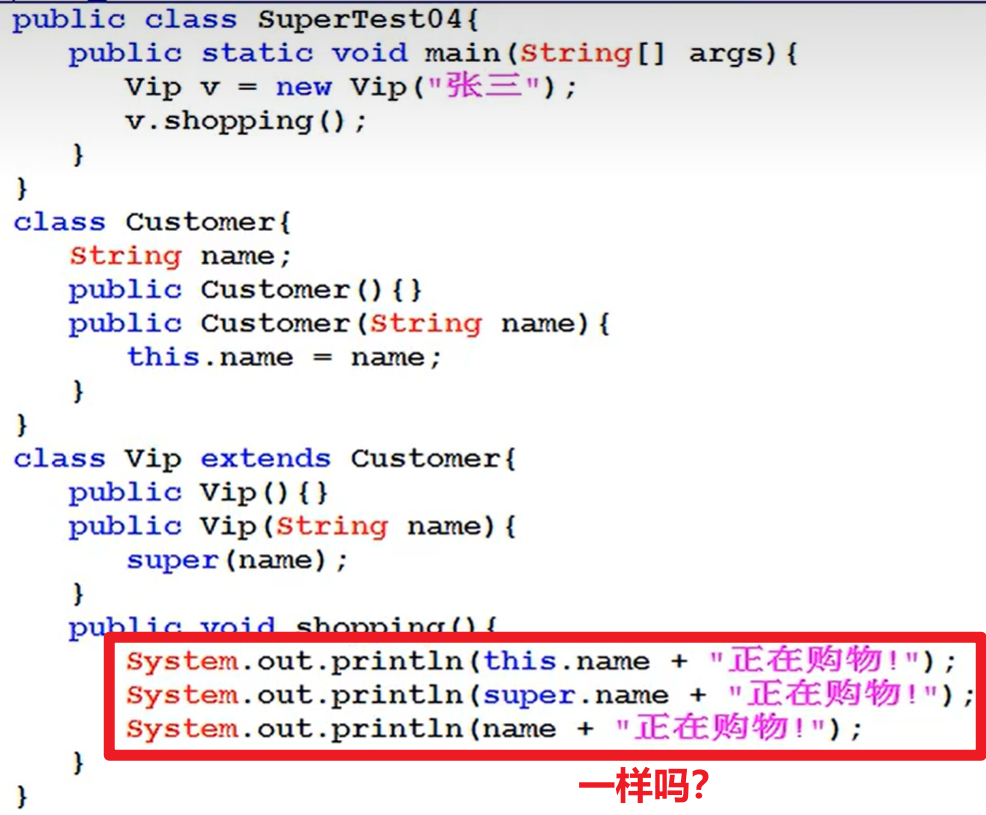 public class SuperTest04{
public static void main(String[] args){
Vip v = new Vip("张三");
v.shopping();
}
}
class Customer{
String name;
public Customer(){}
public Customer(String name){
this.name = name;
}
}
class Vip extends Customer{
public Vip(){}
public Vip(String name){
super(name);
}
public void shopping(){
System.out.println(this.name + "正在购物!");
System.out.println(super.name + "正在购物!");
System.out.println(name + "正在购物!");
}
一样吗？
}